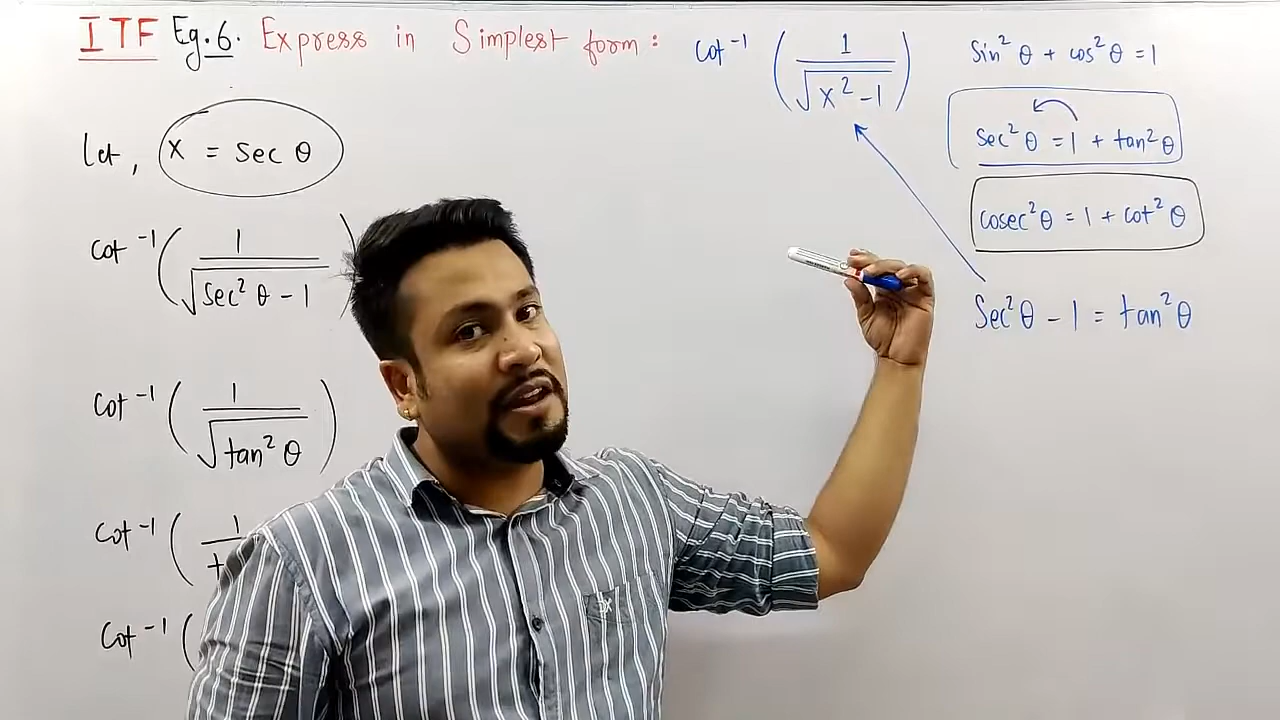 ITF Eg.6. Express in Simplest form : cot⁻¹ (1/√(x² - 1))
sin²θ + cos²θ = 1
sec²θ = 1 + tan²θ
cosec²θ = 1 + cot²θ
Sec²θ - 1 = tan²θ
Let, x = sec θ
cot⁻¹ (1/√(sec²θ - 1))
cot⁻¹ (1/√(tan²θ))
cot⁻¹ ( 1
cot⁻¹ (